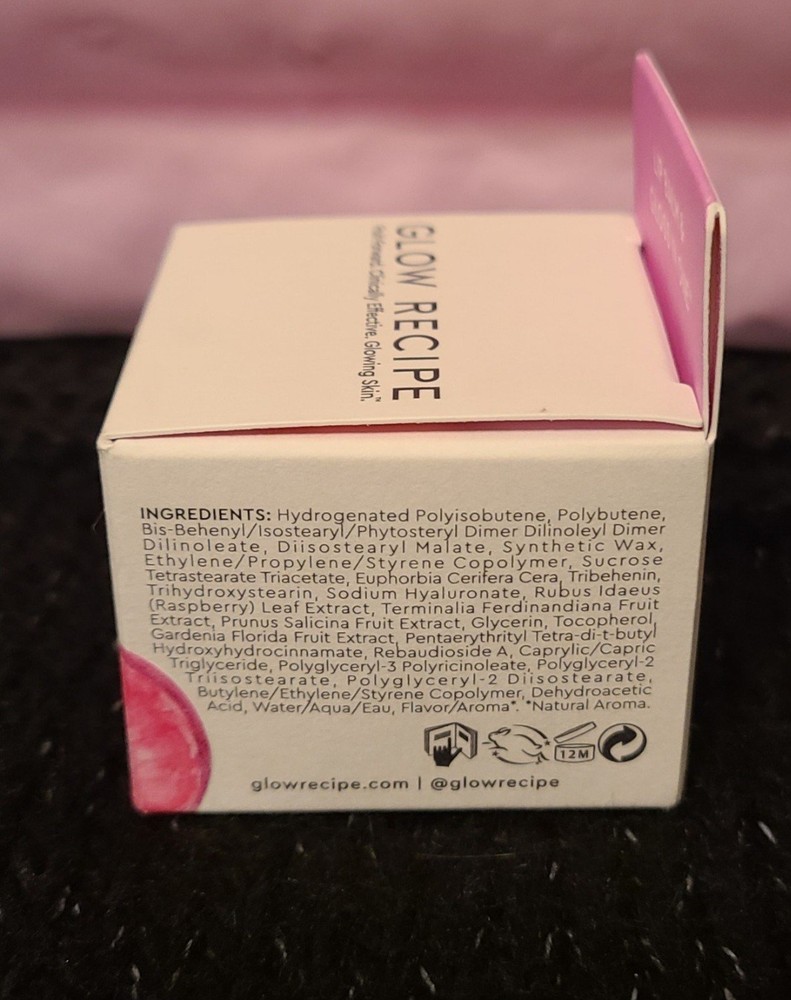 GLOW RECIPE
Fruit-Powered. Clinically Effective. Glowing Skin.™
INGREDIENTS: Hydrogenated Polyisobutene, Polybutene,
Bis-Behenyl/Isostearyl/Phytosteryl Dimer Dilinoleyl Dimer
Dilinoleate, Diisostearyl Malate, Synthetic Wax,
Ethylene/Propylene/Styrene Copolymer, Sucrose
Tetrastearate Triacetate, Euphorbia Cerifera Cera, Tribehenin,
Trihydroxystearin, Sodium Hyaluronate, Rubus Idaeus
(Raspberry) Leaf Extract, Terminalia Ferdinandiana Fruit
Extract, Prunus Salicina Fruit Extract, Glycerin, Tocopherol,
Gardenia Florida Fruit Extract, Pentaerythrityl Tetra-di-t-butyl
Hydroxyhydrocinnamate, Rebaudioside A, Caprylic/Capric
Triglyceride, Polyglyceryl-3 Polyricinoleate, Polyglyceryl-2
Triisostearate, Polyglyceryl-2 Diisostearate,
Butylene/Ethylene/Styrene Copolymer, Dehydroacetic
Acid, Water/Aqua/Eau, Flavor/Aroma*. *Natural Aroma.
12M
glowrecipe.com | @glowrecipe